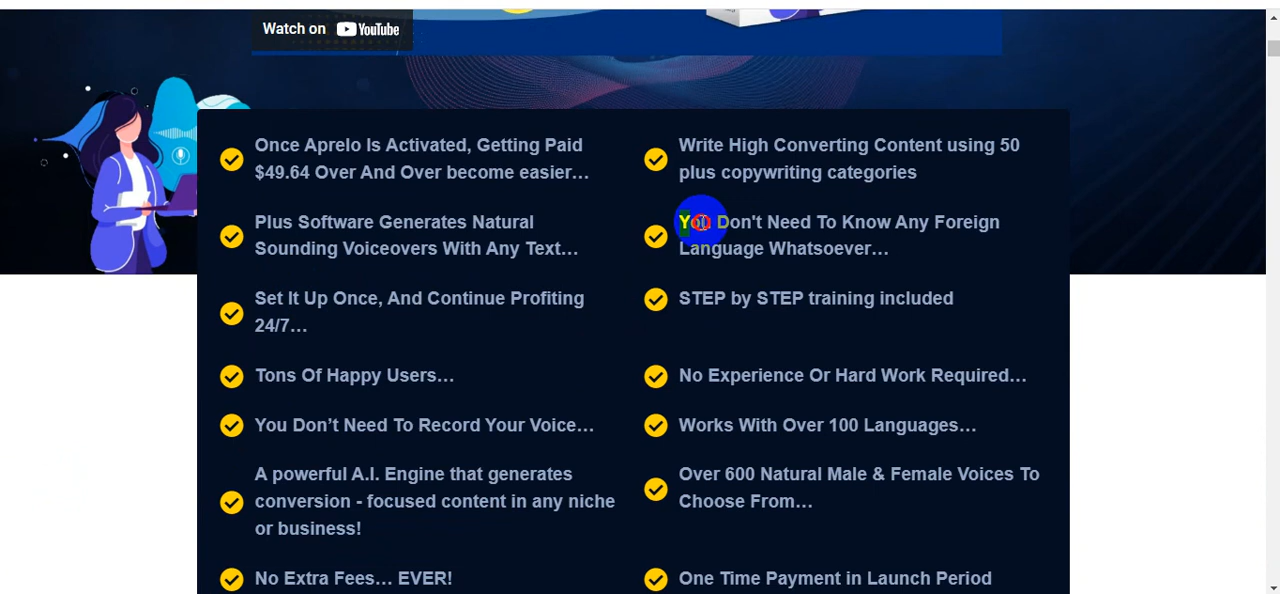 Watch on YouTube
Once Aprelo Is Activated, Getting Paid
$49.64 Over And Over become easier…
Plus Software Generates Natural
Sounding Voiceovers With Any Text…
Set It Up Once, And Continue Profiting
24/7…
Tons Of Happy Users…
You Don’t Need To Record Your Voice…
A powerful A.I. Engine that generates
conversion - focused content in any niche
or business!
No Extra Fees… EVER!
Write High Converting Content using 50
plus copywriting categories
You Don't Need To Know Any Foreign
Language Whatsoever…
STEP by STEP training included
No Experience Or Hard Work Required…
Works With Over 100 Languages…
Over 600 Natural Male & Female Voices To
Choose From…
One Time Payment in Launch Period